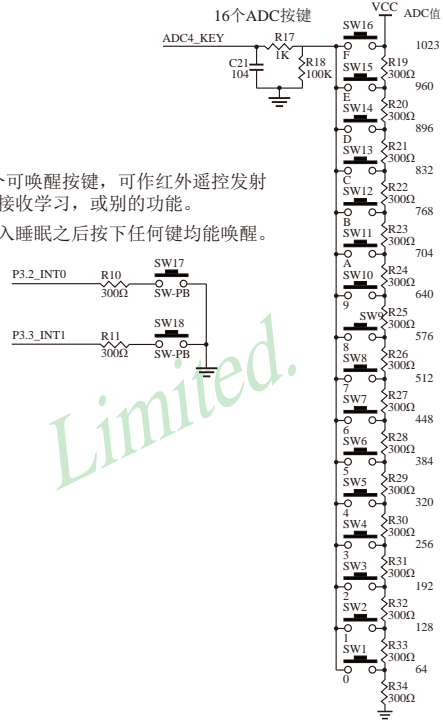 16个ADC按键
VCC
ADC值
ADC4_KEY
R17
1K
C21
104
R18
100K
SW16
F
1023
R19
300Ω
SW15
E
960
R20
300Ω
SW14
D
896
R21
300Ω
SW13
C
832
R22
300Ω
SW12
B
768
R23
300Ω
SW11
A
704
R24
300Ω
SW10
9
640
R25
300Ω
SW9
8
576
R26
300Ω
SW8
7
512
R27
300Ω
SW7
6
448
R28
300Ω
SW6
5
384
R29
300Ω
SW5
4
320
R30
300Ω
SW4
3
256
R31
300Ω
SW3
2
192
R32
300Ω
SW2
1
128
R33
300Ω
SW1
0
64
R34
300Ω
可唤醒按键，可作红外遥控发射
接收学习，或别的功能。
入睡眠之后按下任何键均能唤醒。
P3.2_INT0
R10
300Ω
SW17
SW-PB
P3.3_INT1
R11
300Ω
SW18
SW-PB
Limited.